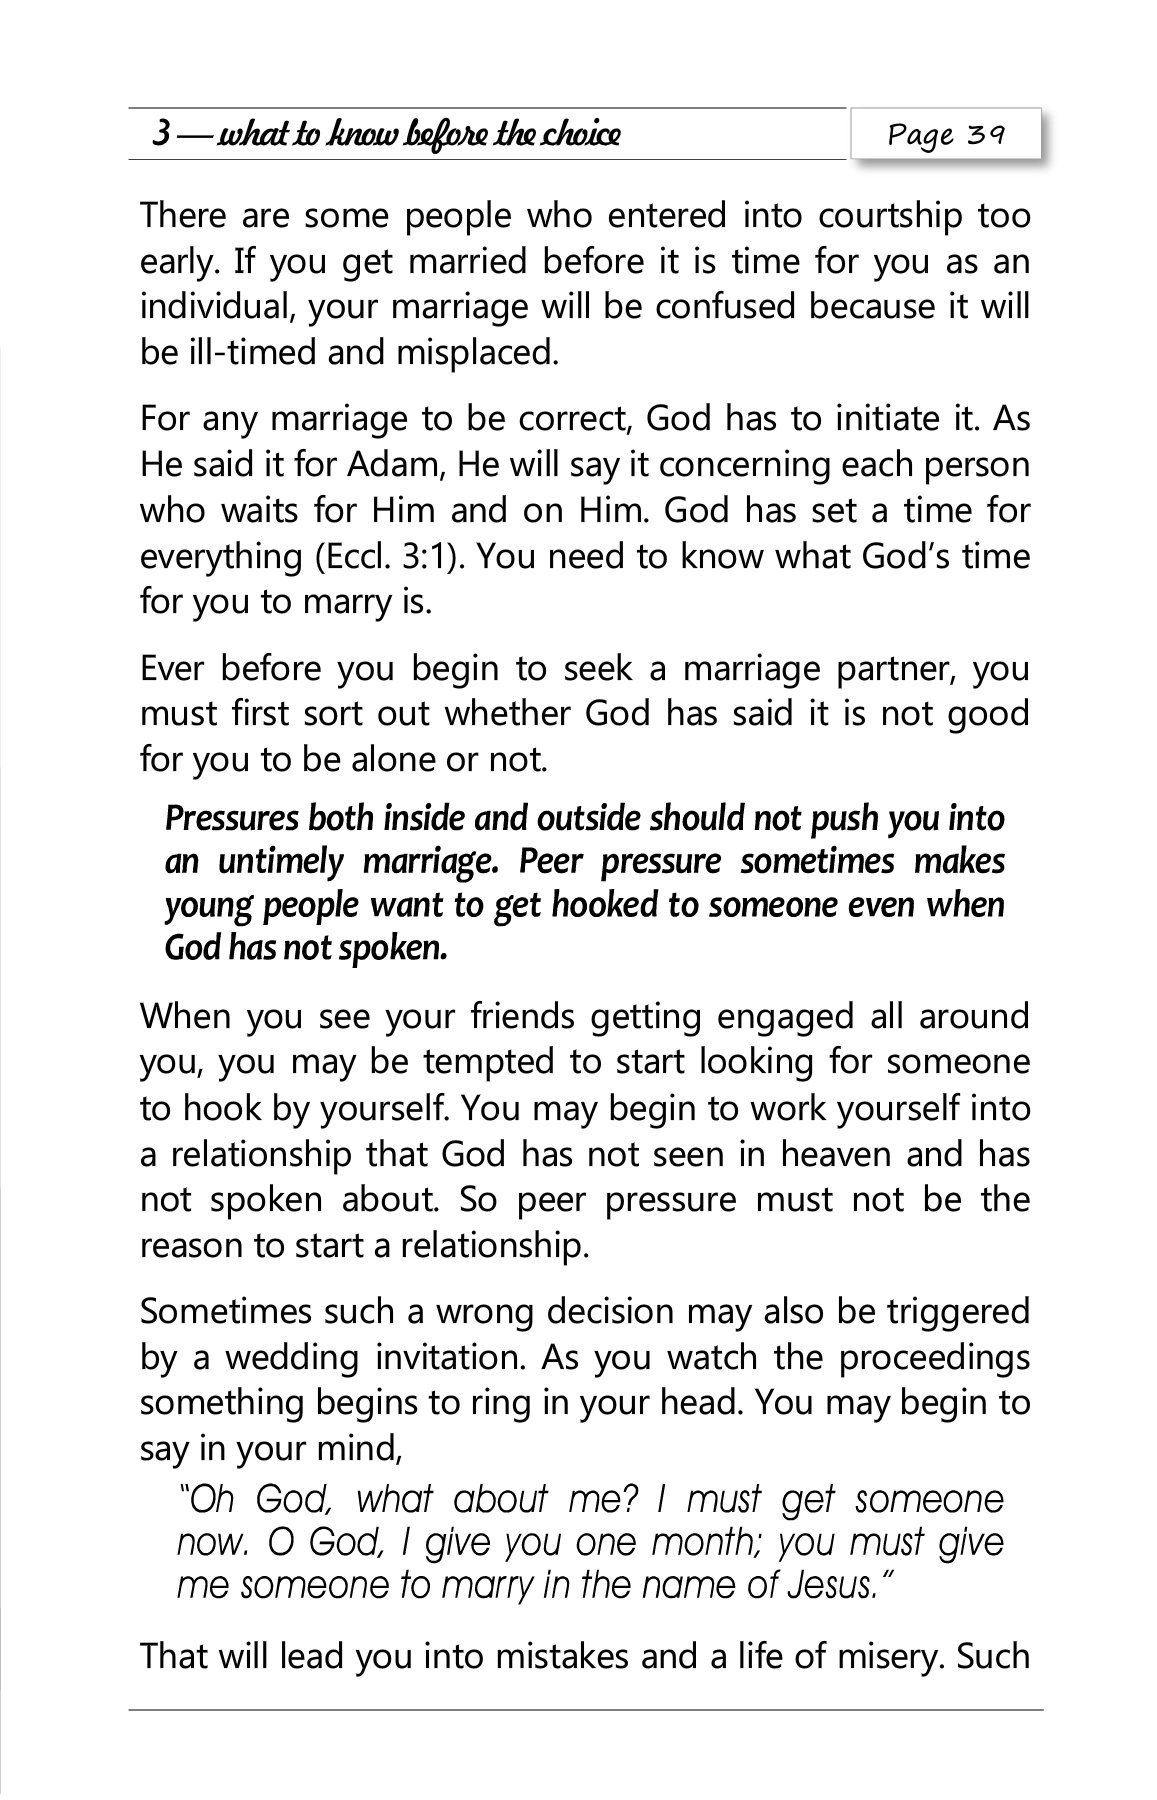 3 — what to know before the choice
Page 39
There are some people who entered into courtship too
early. If you get married before it is time for you as an
individual, your marriage will be confused because it will
be ill-timed and misplaced.
For any marriage to be correct, God has to initiate it. As
He said it for Adam, He will say it concerning each person
who waits for Him and on Him. God has set a time for
everything (Eccl. 3:1). You need to know what God’s time
for you to marry is.
Ever before you begin to seek a marriage partner, you
must first sort out whether God has said it is not good
for you to be alone or not.
Pressures both inside and outside should not push you into
an untimely marriage. Peer pressure sometimes makes
young people want to get hooked to someone even when
God has not spoken.
When you see your friends getting engaged all around
you, you may be tempted to start looking for someone
to hook by yourself. You may begin to work yourself into
a relationship that God has not seen in heaven and has
not spoken about. So peer pressure must not be the
reason to start a relationship.
Sometimes such a wrong decision may also be triggered
by a wedding invitation. As you watch the proceedings
something begins to ring in your head. You may begin to
say in your mind,
“Oh God, what about me? I must get someone
now. O God, I give you one month; you must give
me someone to marry in the name of Jesus.”
That will lead you into mistakes and a life of misery. Such